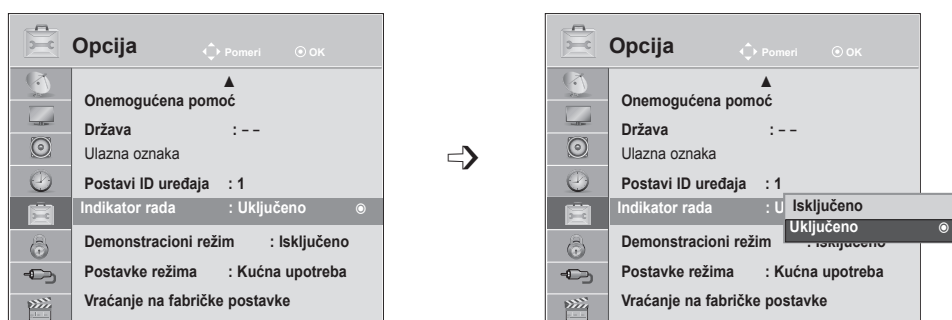 Opcija Pomeri OK
Onemogućena pomoć
Država : – –
Ulazna oznaka
Postavi ID uređaja : 1
Indikator rada : Uključeno
Demonstracioni režim : Isključeno
Postavke režima : Kućna upotreba
Vraćanje na fabričke postavke
Opcija Pomeri OK
Onemogućena pomoć
Država : – –
Ulazna oznaka
Postavi ID uređaja : 1
Indikator rada : U
Isključeno
Uključeno
Demonstracioni režim : Isključeno
Postavke režima : Kućna upotreba
Vraćanje na fabričke postavke